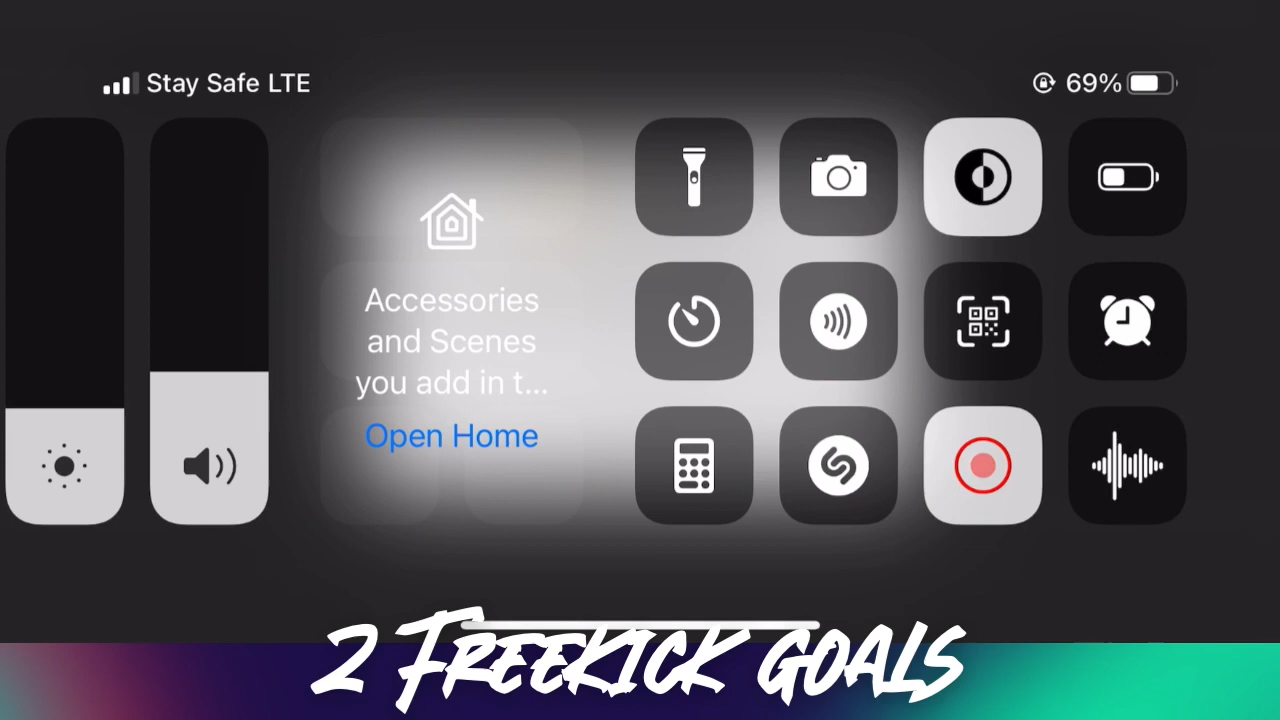 Stay Safe LTE
69%
Accessories
and Scenes
you add in t...
Open Home
2 FREEKICK GOALS